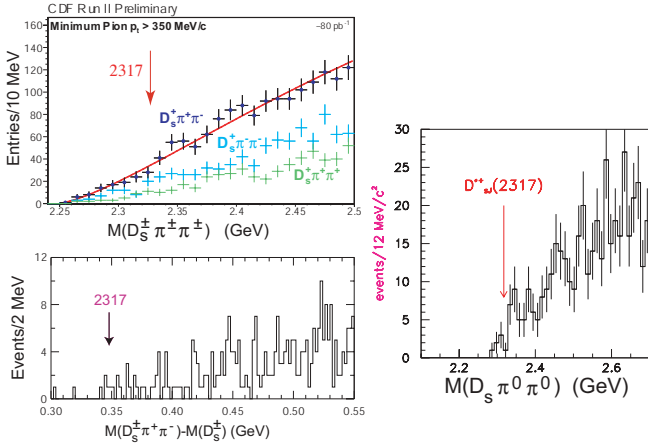 CDF Run II Preliminary
Minimum Pion pₜ > 350 MeV/c
~80 pb⁻¹
Entries/10 MeV
160
140
120
100
80
60
40
20
0
2317
Dₛ⁺π⁺π⁻
Dₛ⁺π⁻π⁻
Dₛ⁺π⁺π⁺
2.25 2.3 2.35 2.4 2.45 2.5
M(Dₛ± π± π±) (GeV)
Events/2 MeV
12
8
4
0
2317
0.30 0.35 0.40 0.45 0.50 0.55
M(Dₛ±π⁺π⁻)-M(Dₛ±) (GeV)
events/12 MeV/c²
30
25
20
15
10
5
0
D*⁺ₛJ(2317)
2.2 2.4 2.6
M(Dₛ π⁰ π⁰) (GeV)